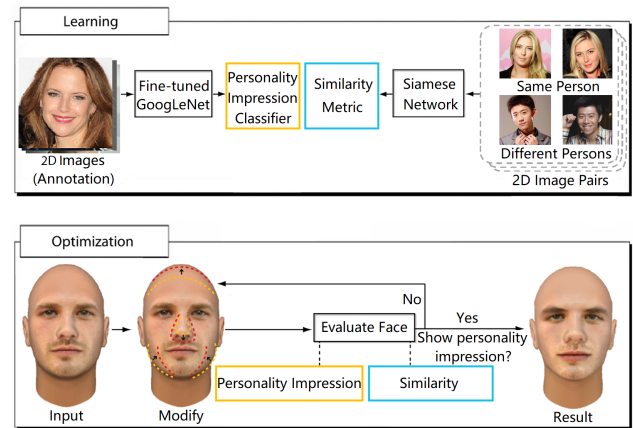 Learning
Fine-tuned
GoogLeNet
Personality
Impression
Classifier
Similarity
Metric
Siamese
Network
Same Person
Different Persons
2D Images
(Annotation)
2D Image Pairs
Optimization
No
Evaluate Face
Yes
Show personality
impression?
Personality Impression
Similarity
Input
Modify
Result